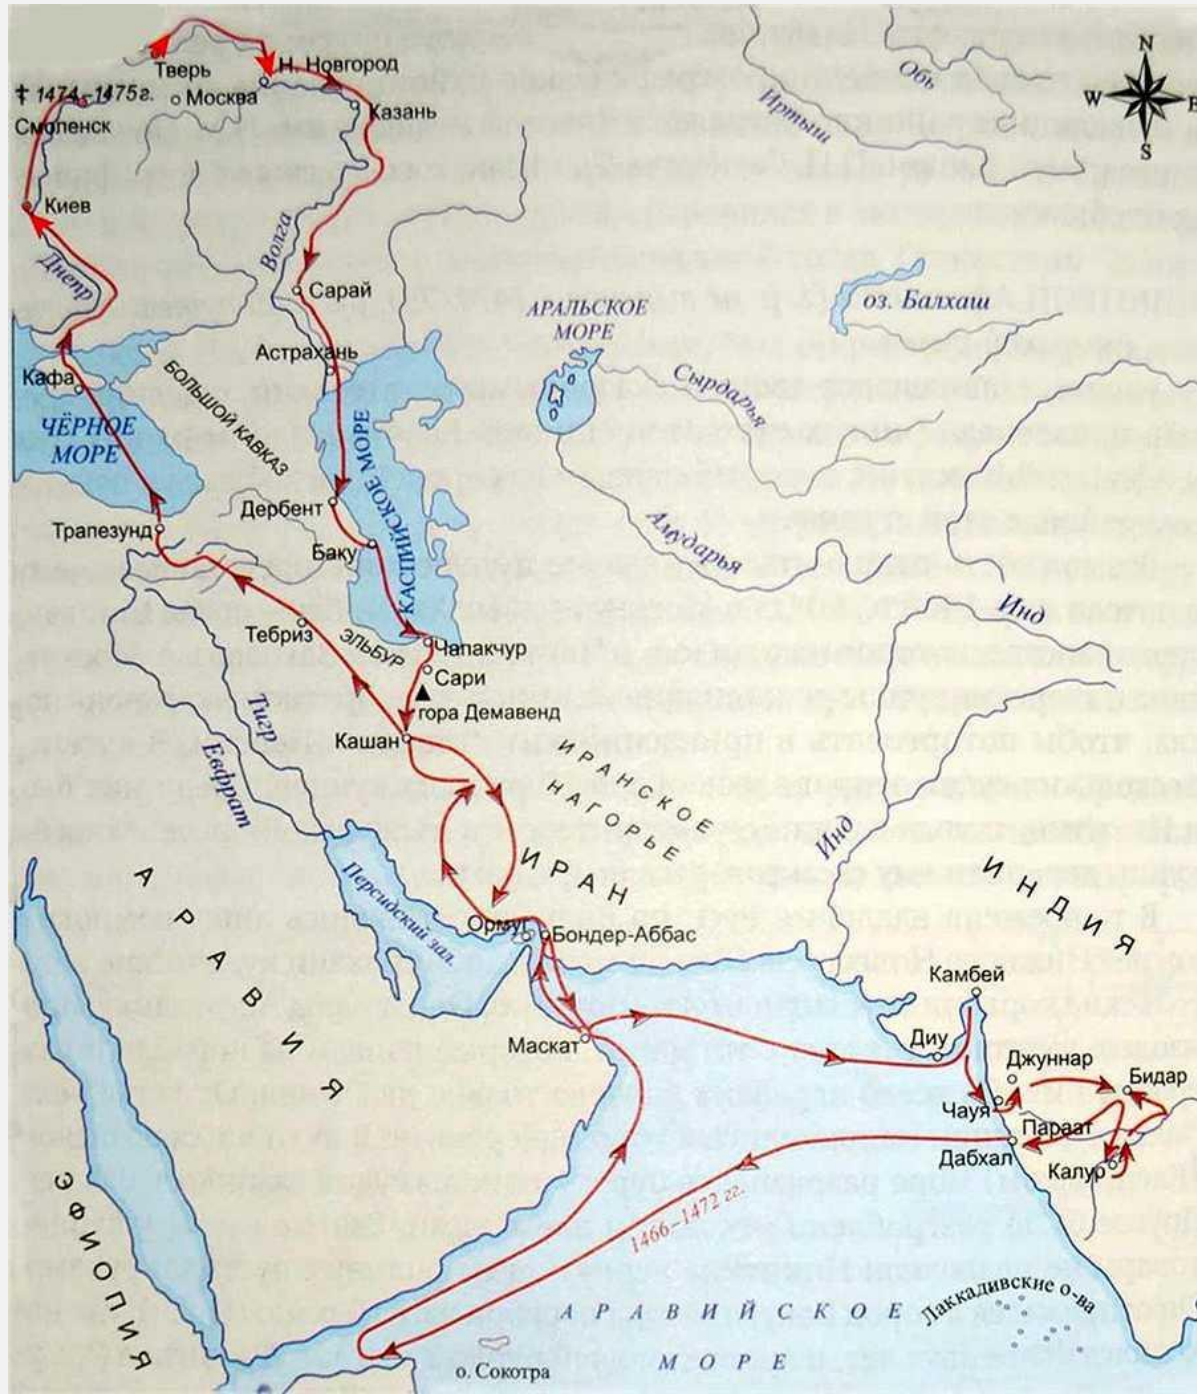 Тверь
Н. Новгород
† 1474–1475г.
Москва
Казань
Смоленск
Обь
Иртыш
N
W
E
S
Киев
Днепр
Волга
Сарай
АРАЛЬСКОЕ
МОРЕ
оз. Балхаш
Астрахань
Кафа
БОЛЬШОЙ КАВКАЗ
Сырдарья
ЧЁРНОЕ
МОРЕ
КАСПИЙСКОЕ МОРЕ
Дербент
Трапезунд
Баку
Амударья
Инд
Тебриз
ЭЛЬБУР
Чапакчур
Сари
гора Демавенд
Тигр
Кашан
Евфрат
ИРАНСКОЕ
НАГОРЬЕ
Инд
ИРАН
ИНДИЯ
АРАВИЯ
Персидский зал.
Ормуг
Бондер-Аббас
Камбей
Маскат
Диу
Джуннар
Бидар
Чауя
Параат
Дабхал
Калур
1466–1472 гг.
ЭФИОПИЯ
Лаккадивские о-ва
АРАВИЙСКОЕ
МОРЕ
о. Сокотра